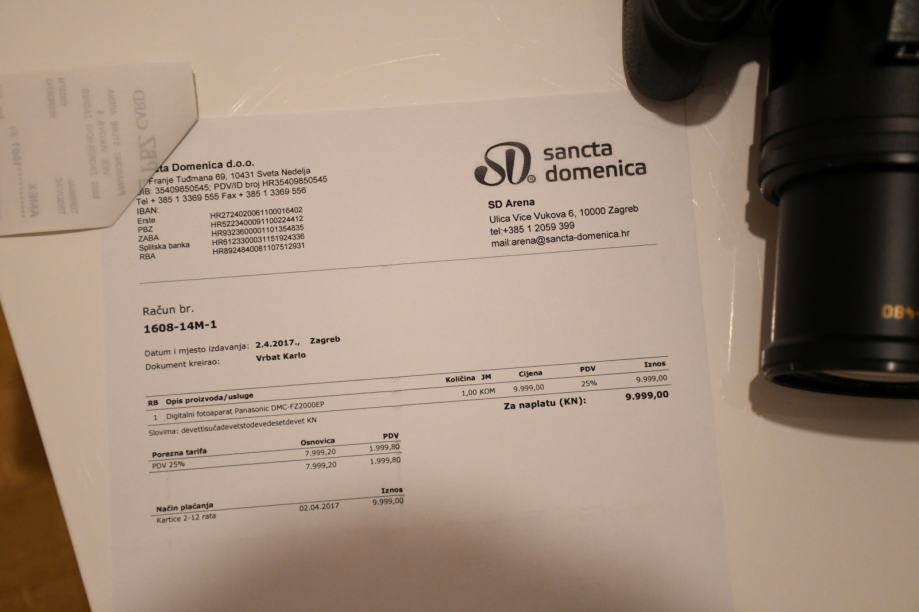 PBZ CARD
AMEX
sancta
domenica
SD
ta Domenica d.o.o.
Franje Tuđmana 69, 10431 Sveta Nedelja
OIB: 35409850545, PDV/ID broj HR35409850545
Tel + 385 1 3369 555 Fax + 385 1 3369 556
IBAN:
Erste HR2724020061100016402
PBZ HR5223400091100224412
ZABA HR9323600001101354835
Splitska banka HR6123300031151924336
RBA HR8924840081107512931
SD Arena
Ulica Vice Vukova 6, 10000 Zagreb
tel:+385 1 2059 399
mail:arena@sancta-domenica.hr
Račun br.
1608-14M-1
Datum i mjesto izdavanja: 2.4.2017., Zagreb
Dokument kreirao: Vrbat Karlo
RB Opis proizvoda/usluge Količina JM Cijena PDV Iznos
1 Digitalni fotoaparat Panasonic DMC-FZ2000EP 1,00 KOM 9.999,00 25% 9.999,00
Slovima: devettisućadevetstodevedesetdevet KN
Za naplatu (KN): 9.999,00
Porezna tarifa Osnovica PDV
PDV 25% 7.999,20 1.999,80
7.999,20 1.999,80
Način plaćanja Iznos
Kartice 2-12 rata 02.04.2017 9.999,00